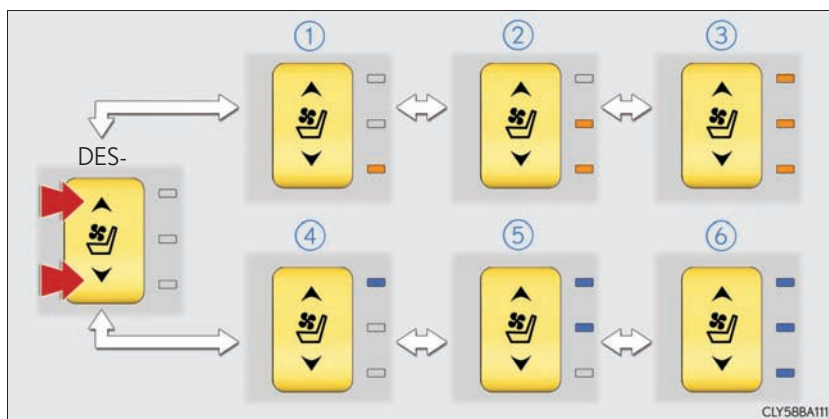 ① ② ③
DES-
④ ⑤ ⑥
CLY58BA111